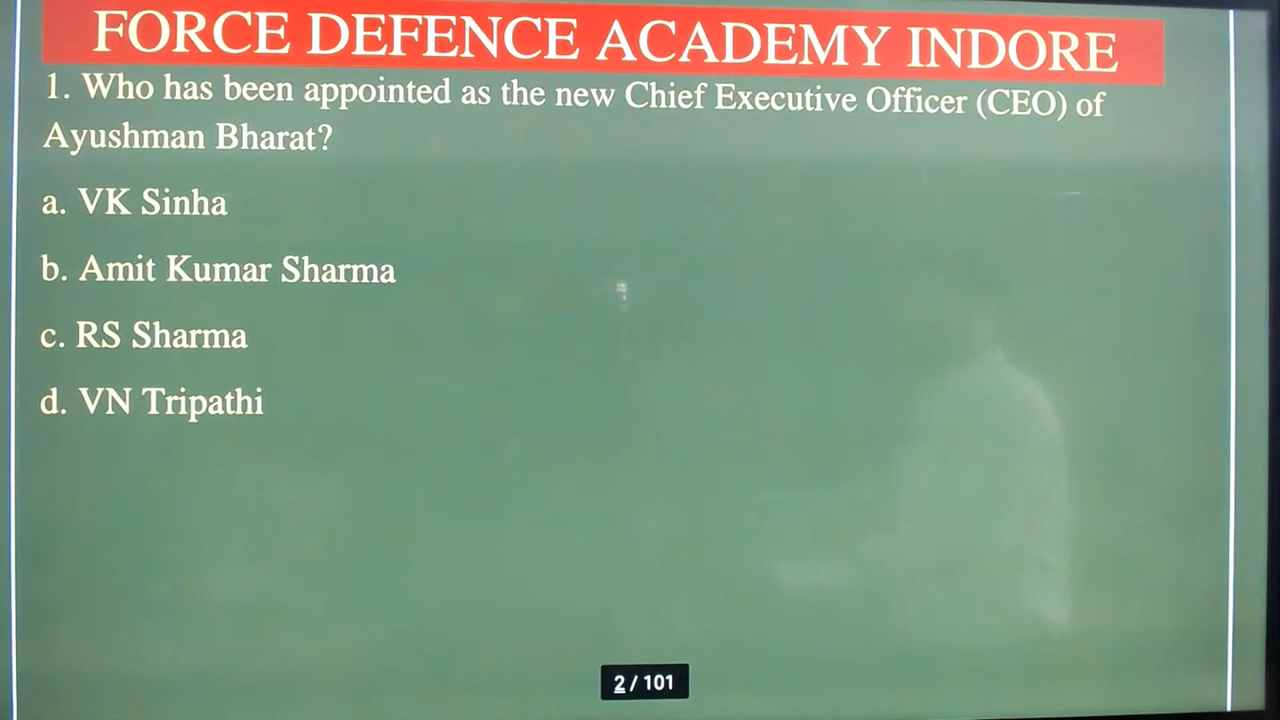 FORCE DEFENCE ACADEMY INDORE
1. Who has been appointed as the new Chief Executive Officer (CEO) of
Ayushman Bharat?
a. VK Sinha
b. Amit Kumar Sharma
c. RS Sharma
d. VN Tripathi
2 / 101